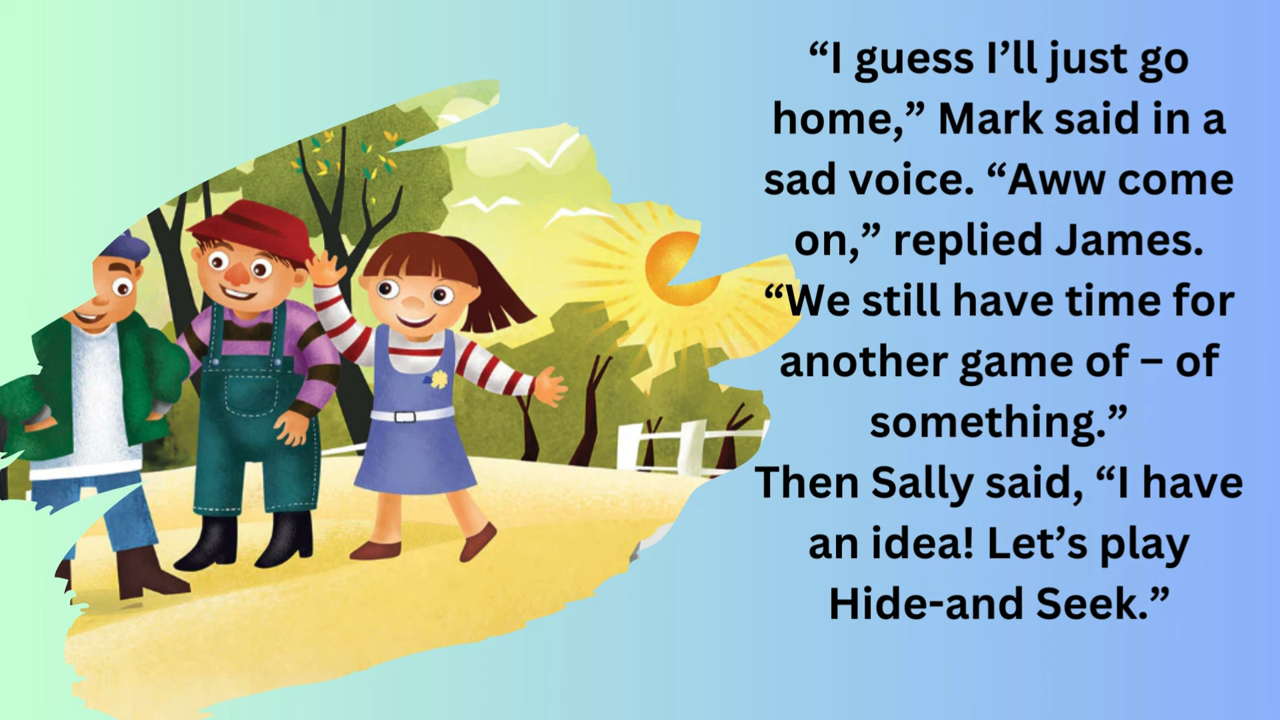 “I guess I’ll just go
home,” Mark said in a
sad voice. “Aww come
on,” replied James.
“We still have time for
another game of – of
something.”
Then Sally said, “I have
an idea! Let’s play
Hide-and Seek.”